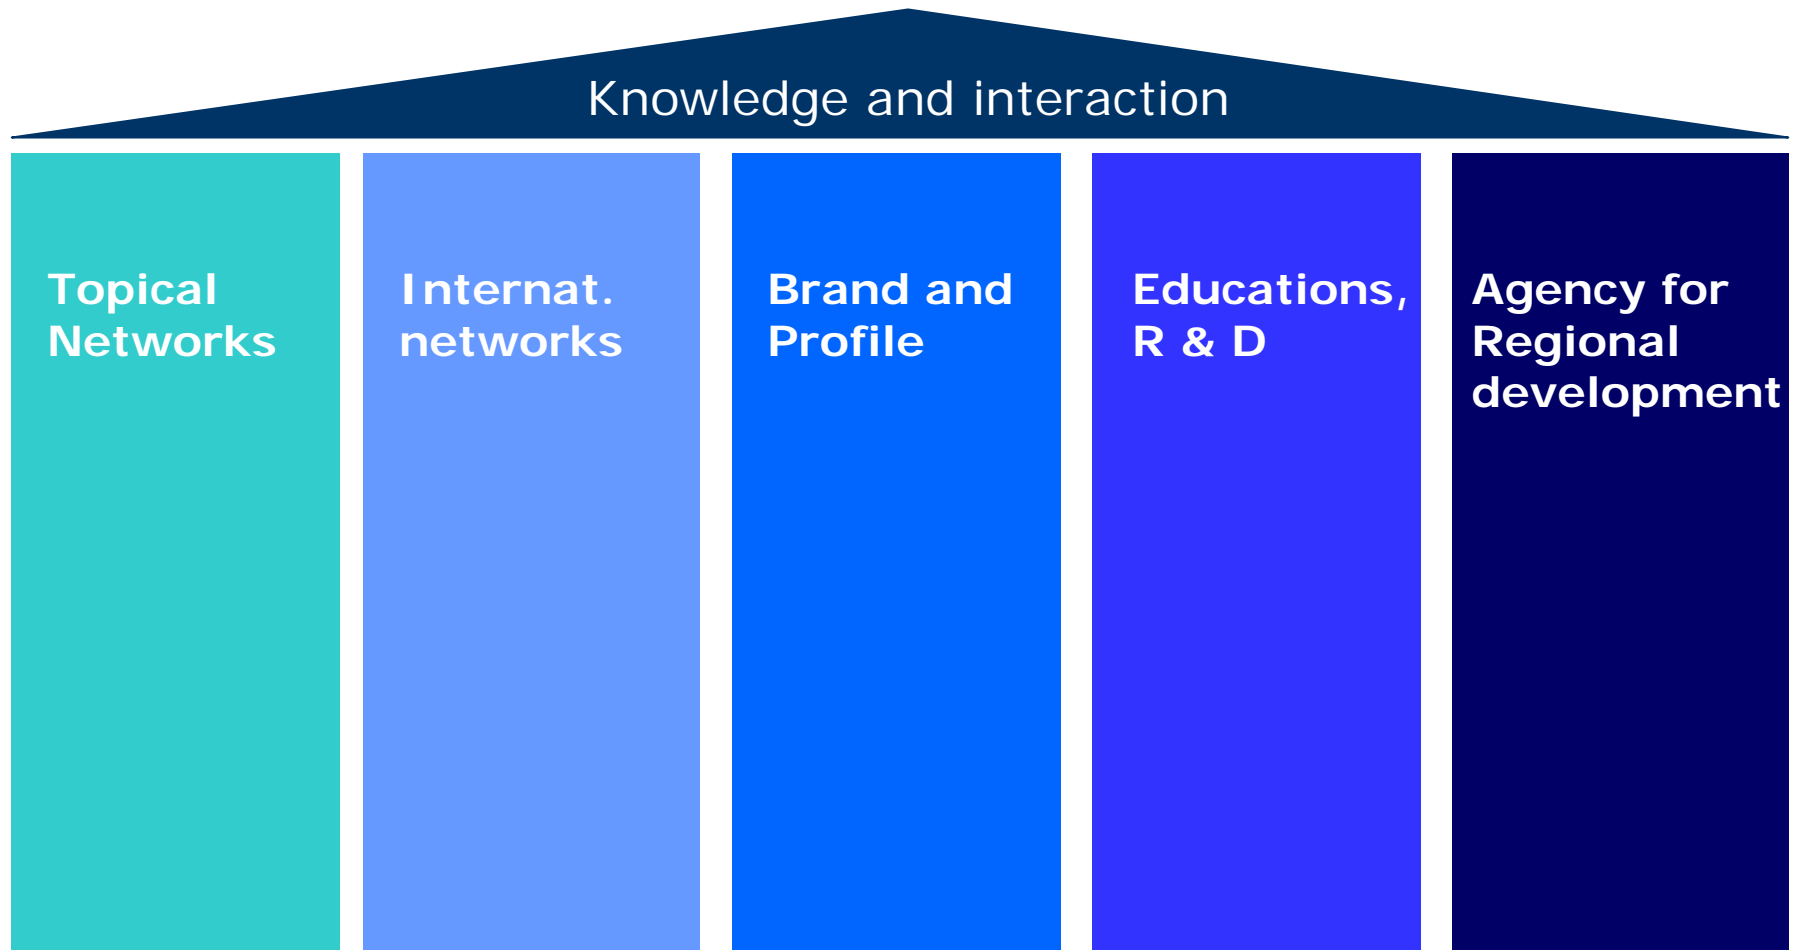 Knowledge and interaction
Topical
Networks
Internat.
networks
Brand and
Profile
Educations,
R & D
Agency for
Regional
development